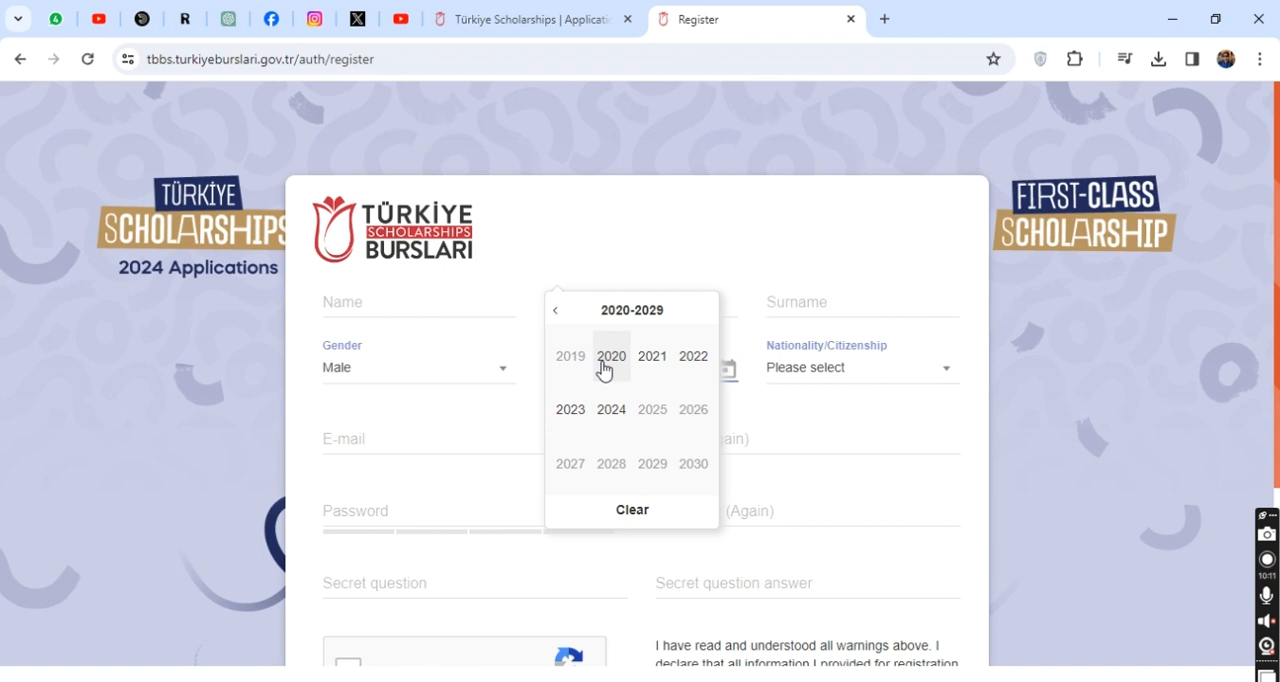 Türkiye Scholarships | Applicatio
Register
tbbs.turkiyeburslari.gov.tr/auth/register
TÜRKİYE
SCHOLARSHIPS
2024 Applications
FIRST-CLASS
SCHOLARSHIP
TÜRKİYE
SCHOLARSHIPS
BURSLARI
Name
Surname
2020-2029
Gender
Male
Nationality/Citizenship
Please select
2019 2020 2021 2022
2023 2024 2025 2026
2027 2028 2029 2030
Clear
E-mail
ain)
Password
(Again)
Secret question
Secret question answer
I have read and understood all warnings above. I
declare that all information I provided for registration
10:11